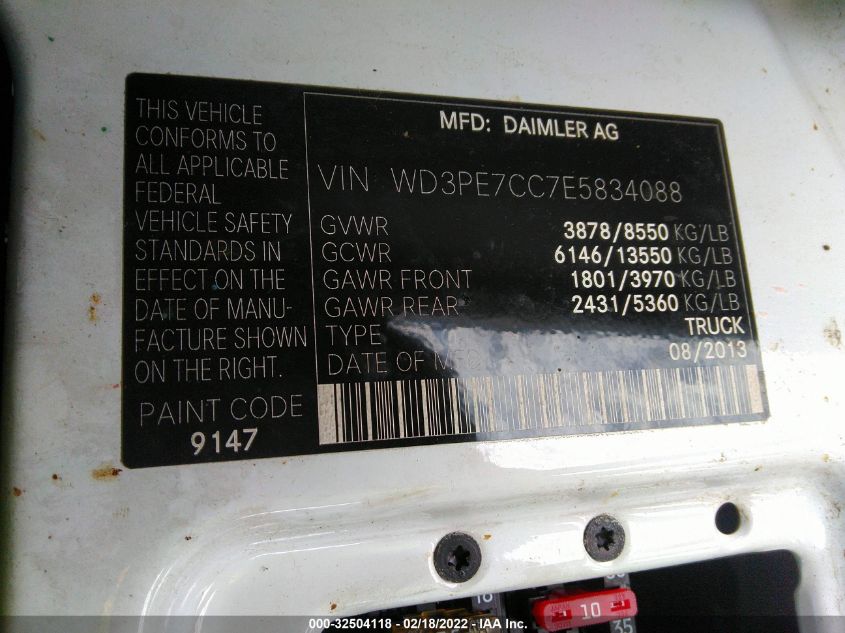 THIS VEHICLE
CONFORMS TO
ALL APPLICABLE
FEDERAL
VEHICLE SAFETY
STANDARDS IN
EFFECT ON THE
DATE OF MANU-
FACTURE SHOWN
ON THE RIGHT.
PAINT CODE
9147
MFD: DAIMLER AG
VIN WD3PE7CC7E5834088
GVWR 3878/8550 KG/LB
GCWR 6146/13550 KG/LB
GAWR FRONT 1801/3970 KG/LB
GAWR REAR 2431/5360 KG/LB
TYPE TRUCK
DATE OF MFD 08/2013
10
35
000-32504118 - 02/18/2022 - IAA Inc.